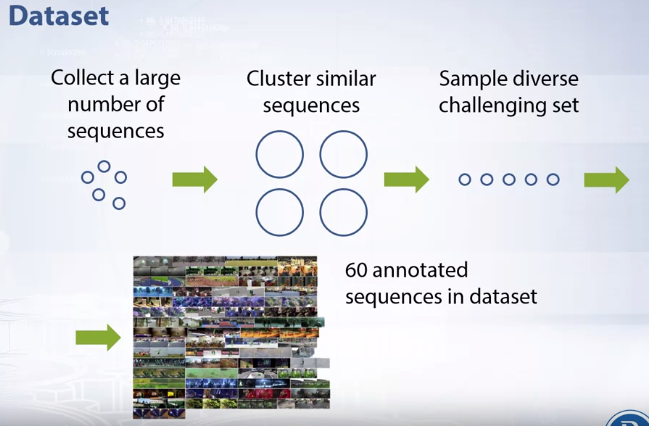 Dataset
Collect a large
number of
sequences
Cluster similar
sequences
Sample diverse
challenging set
60 annotated
sequences in dataset